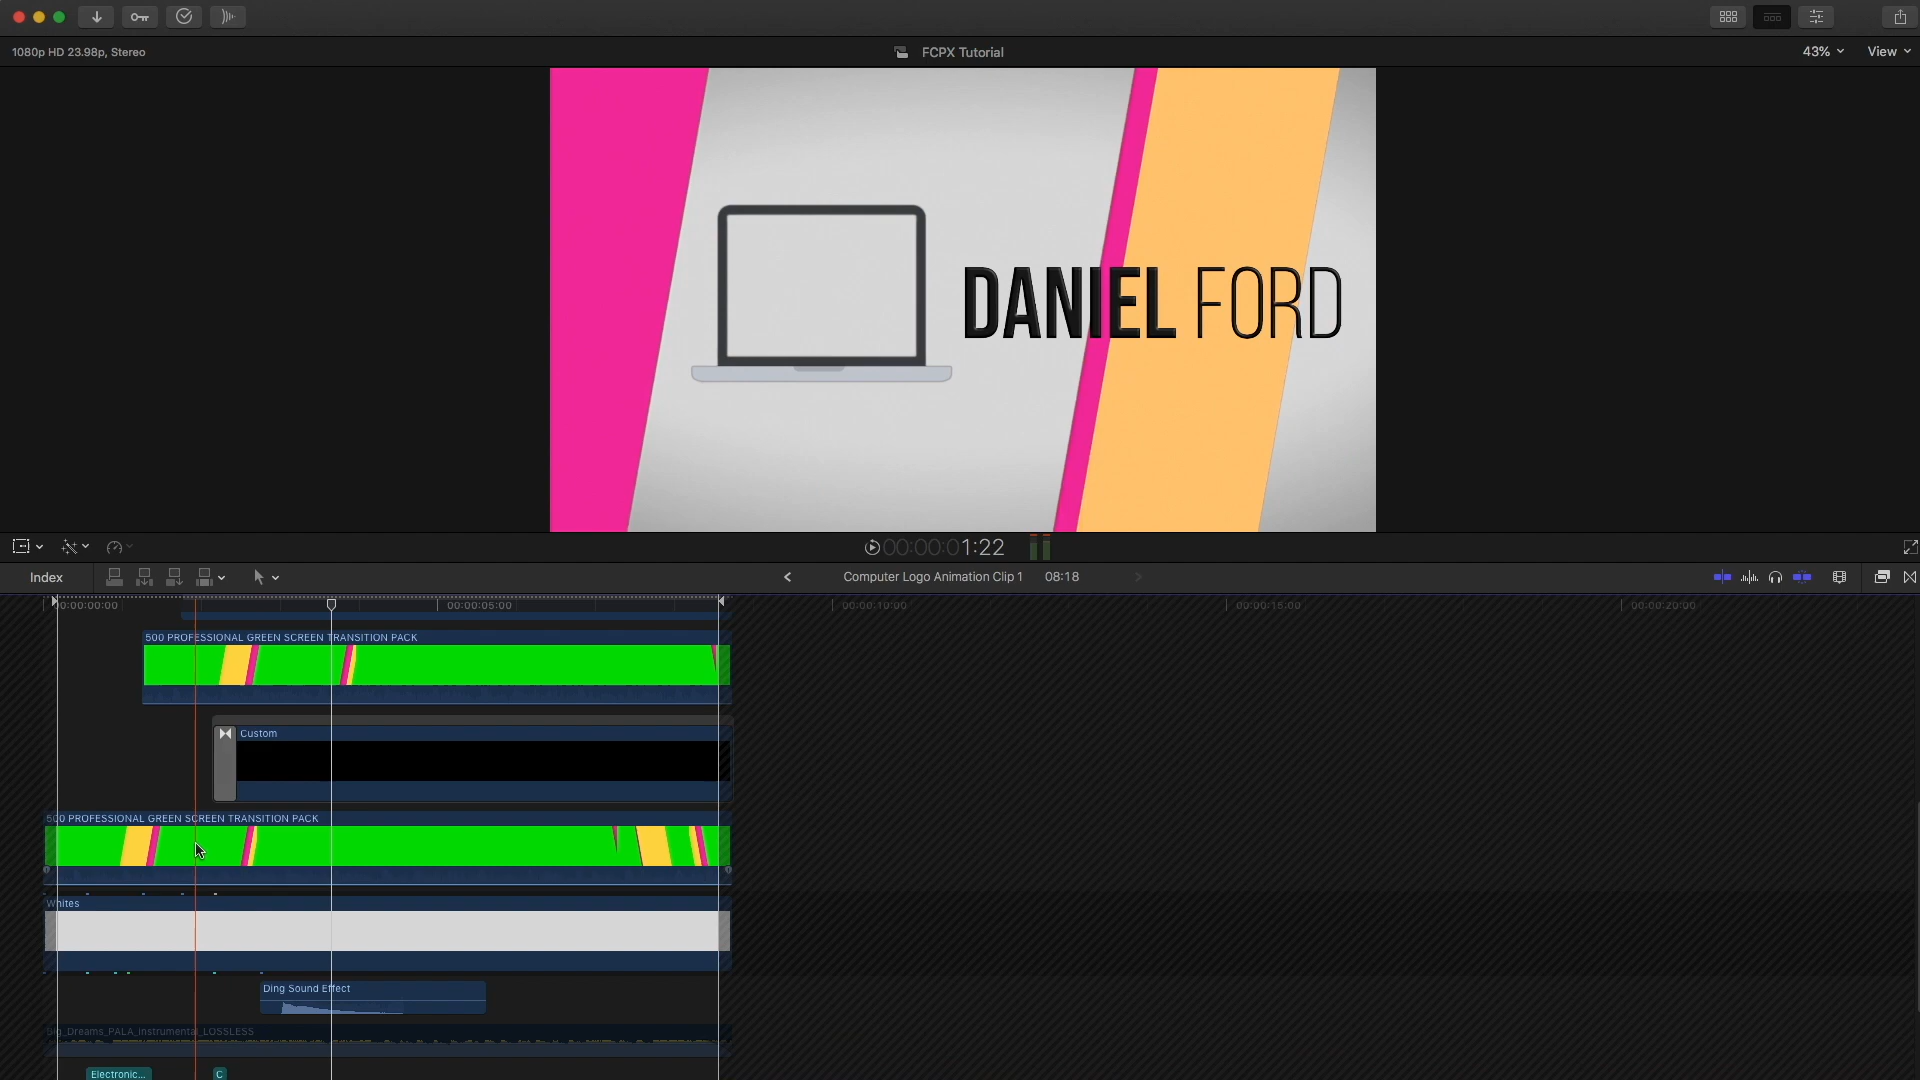 1080p HD 23.98p, Stereo
FCPX Tutorial
43%
View
DANIEL FORD
00:00:01:22
Index
Computer Logo Animation Clip 1
08:18
00:00:00:00
00:00:05:00
00:00:10:00
00:00:15:00
00:00:20:00
500 PROFESSIONAL GREEN SCREEN TRANSITION PACK
Custom
500 PROFESSIONAL GREEN SCREEN TRANSITION PACK
Whites
Ding Sound Effect
Big_Dreams_PALA_Instrumental_LOSSLESS
Electronic...
C